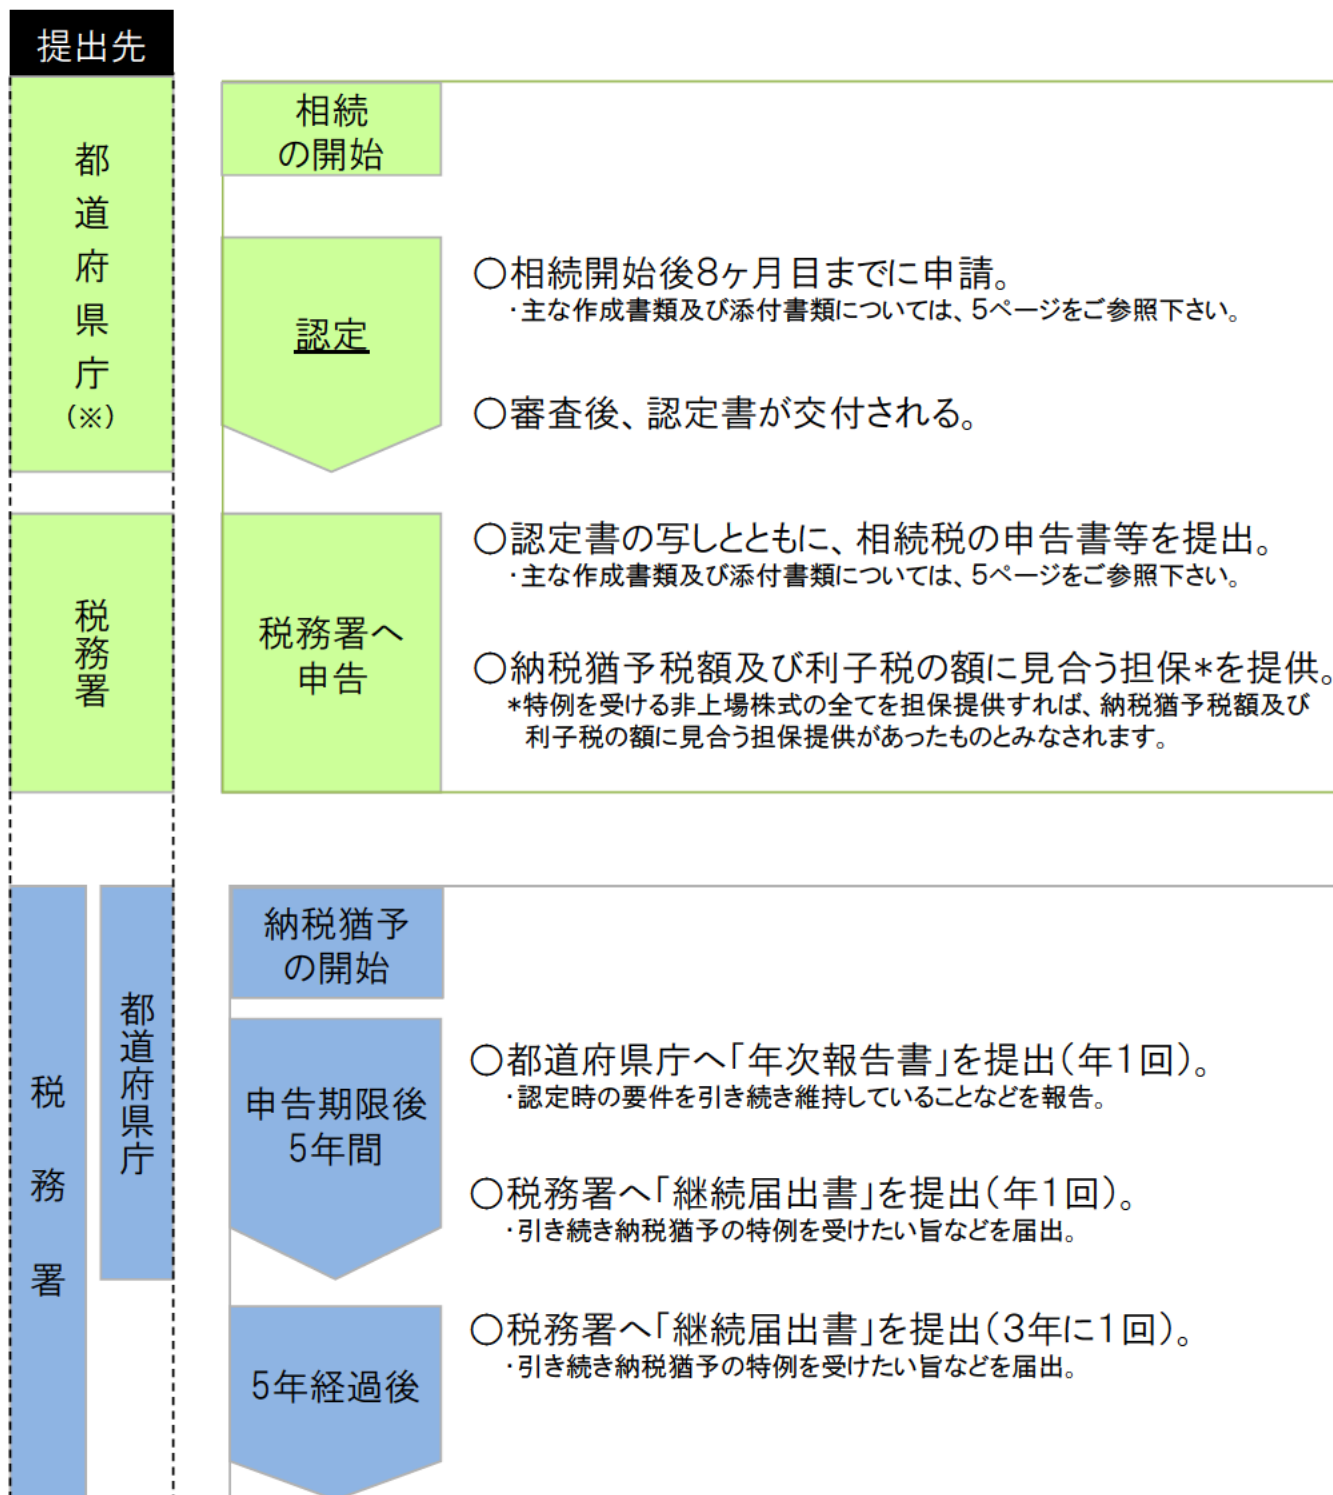 提出先
都道府県庁
(※)
相続
の開始
認定
○相続開始後8ヶ月目までに申請。
・主な作成書類及び添付書類については、5ページをご参照下さい。
○審査後、認定書が交付される。
税務署
税務署へ
申告
○認定書の写しとともに、相続税の申告書等を提出。
・主な作成書類及び添付書類については、5ページをご参照下さい。
○納税猶予税額及び利子税の額に見合う担保*を提供。
*特例を受ける非上場株式の全てを担保提供すれば、納税猶予税額及び
利子税の額に見合う担保提供があったものとみなされます。
税務署
都道府県庁
納税猶予
の開始
申告期限後
5年間
○都道府県庁へ「年次報告書」を提出(年1回)。
・認定時の要件を引き続き維持していることなどを報告。
○税務署へ「継続届出書」を提出(年1回)。
・引き続き納税猶予の特例を受けたい旨などを届出。
5年経過後
○税務署へ「継続届出書」を提出(3年に1回)。
・引き続き納税猶予の特例を受けたい旨などを届出。